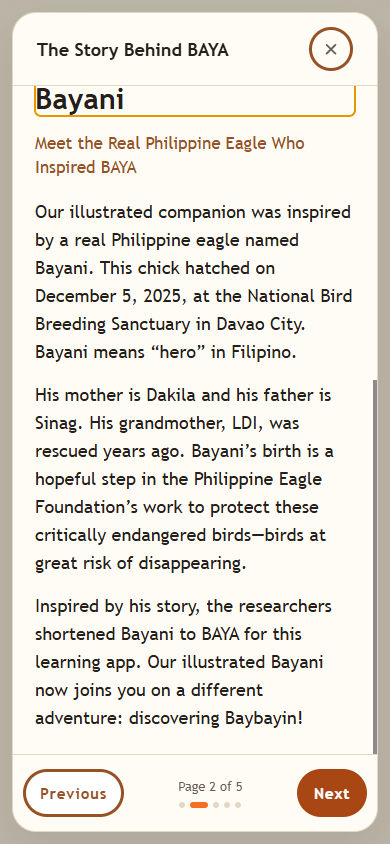 The Story Behind BAYA
Bayani
Meet the Real Philippine Eagle Who
Inspired BAYA
Our illustrated companion was inspired
by a real Philippine eagle named
Bayani. This chick hatched on
December 5, 2025, at the National Bird
Breeding Sanctuary in Davao City.
Bayani means “hero” in Filipino.
His mother is Dakila and his father is
Sinag. His grandmother, LDI, was
rescued years ago. Bayani’s birth is a
hopeful step in the Philippine Eagle
Foundation’s work to protect these
critically endangered birds—birds at
great risk of disappearing.
Inspired by his story, the researchers
shortened Bayani to BAYA for this
learning app. Our illustrated Bayani
now joins you on a different
adventure: discovering Baybayin!
Previous
Page 2 of 5
Next